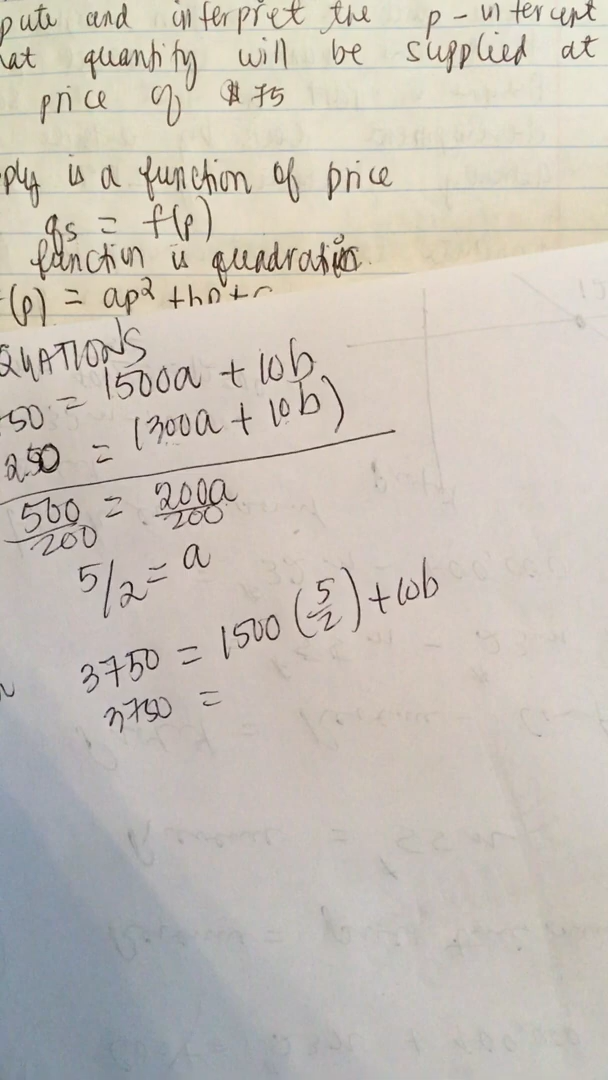 pute and interpret the p-intercept
hat quantity will be supplied at
price of $75
ply is a function of price
qs = f(p)
function is quadratic.
(p) = ap² + bp + c
QUATIONS
50 = 1500a + 10b
250 = (1300a + 10b)
500/200 = 200a/200
5/2 = a
3750 = 1500 (5/2) + 10b
3750 =